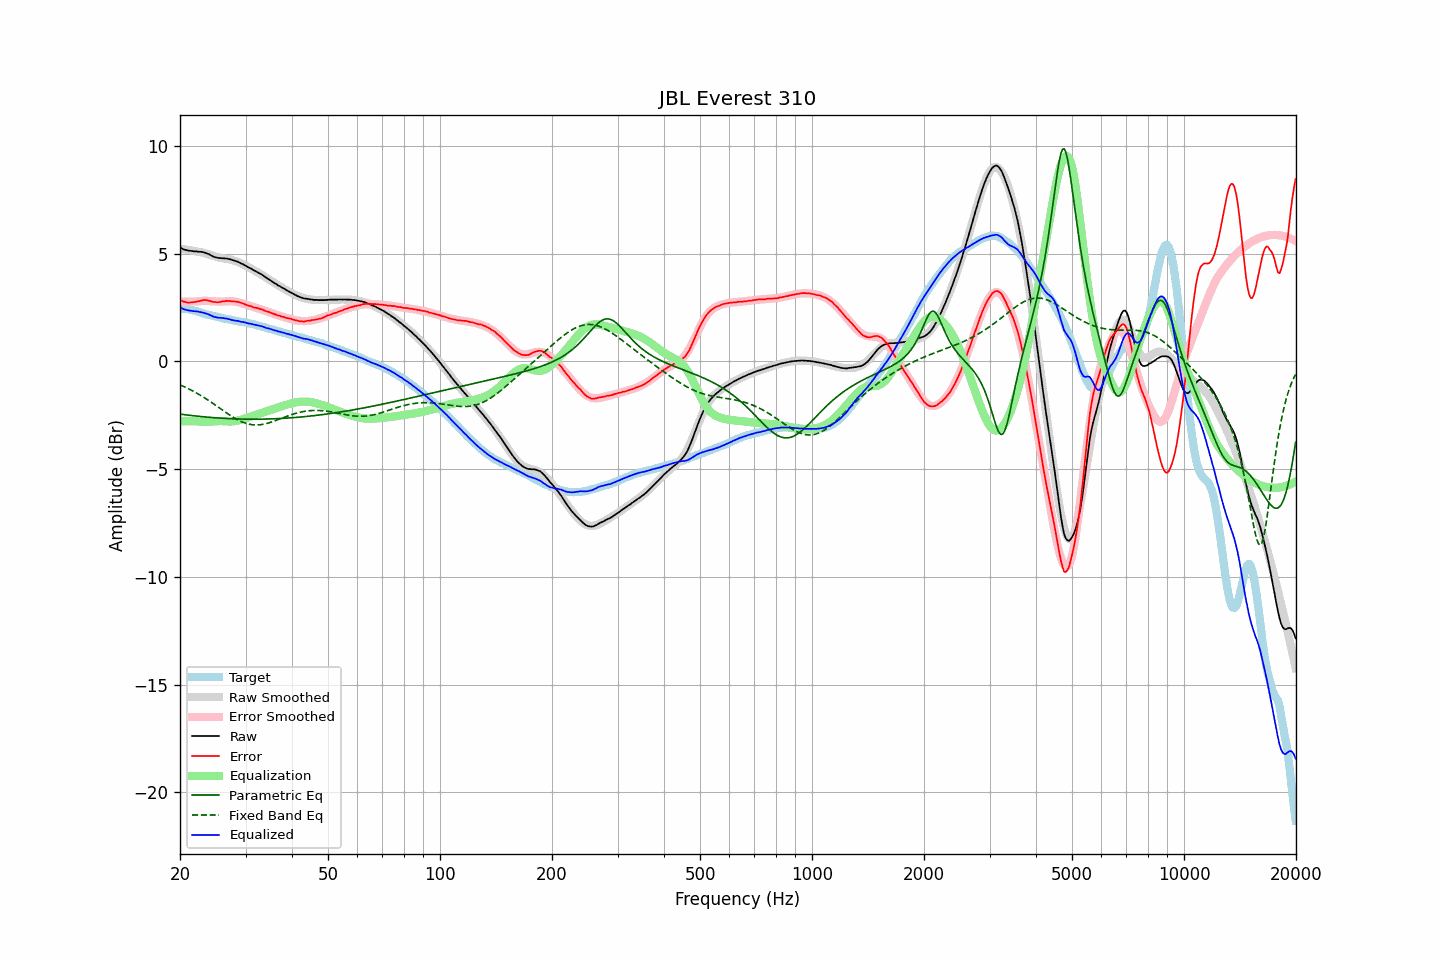 JBL Everest 310
Amplitude (dBr)
10
5
0
−5
−10
−15
−20
Target
Raw Smoothed
Error Smoothed
Raw
Error
Equalization
Parametric Eq
Fixed Band Eq
Equalized
20 50 100 200 500 1000 2000 5000 10000 20000
Frequency (Hz)